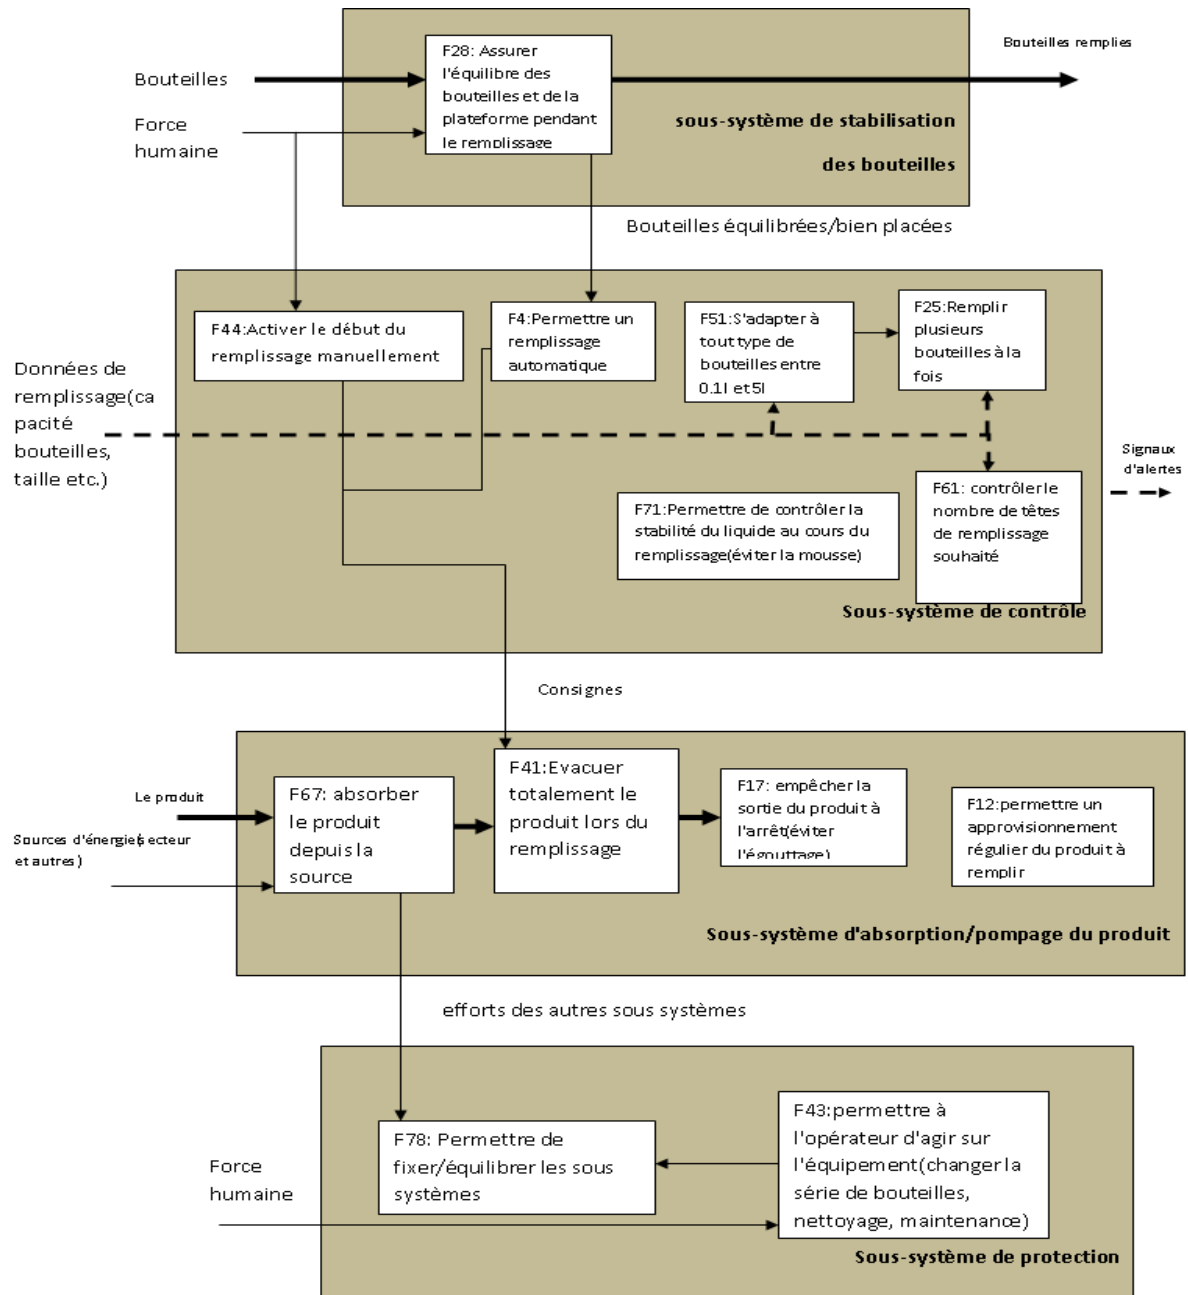 Bouteilles
Force
humaine
F28: Assurer
l'équilibre des
bouteilles et de la
plateforme pendant
le remplissage
Bouteilles remplies
sous-système de stabilisation
des bouteilles
Bouteilles équilibrées/bien placées
Données de
remplissage(ca
pacité
bouteilles,
taille etc.)
F44:Activer le début du
remplissage manuellement
F4:Permettre un
remplissage
automatique
F51:S'adapter à
tout type de
bouteilles entre
0.1l et 5l
F25:Remplir
plusieurs
bouteilles à la
fois
Signaux
d'alertes
F71:Permettre de contrôler la
stabilité du liquide au cours du
remplissage(éviter la mousse)
F61: contrôler le
nombre de têtes
de remplissage
souhaité
Sous-système de contrôle
Consignes
Le produit
Sources d'énergie(secteur
et autres)
F67: absorber
le produit
depuis la
source
F41:Evacuer
totalement le
produit lors du
remplissage
F17: empêcher la
sortie du produit à
l'arrêt(éviter
l'égouttage)
F12:permettre un
approvisionnement
régulier du produit à
remplir
Sous-système d'absorption/pompage du produit
efforts des autres sous systèmes
Force
humaine
F78: Permettre de
fixer/équilibrer les sous
systèmes
F43:permettre à
l'opérateur d'agir sur
l'équipement(changer la
série de bouteilles,
nettoyage, maintenance)
Sous-système de protection